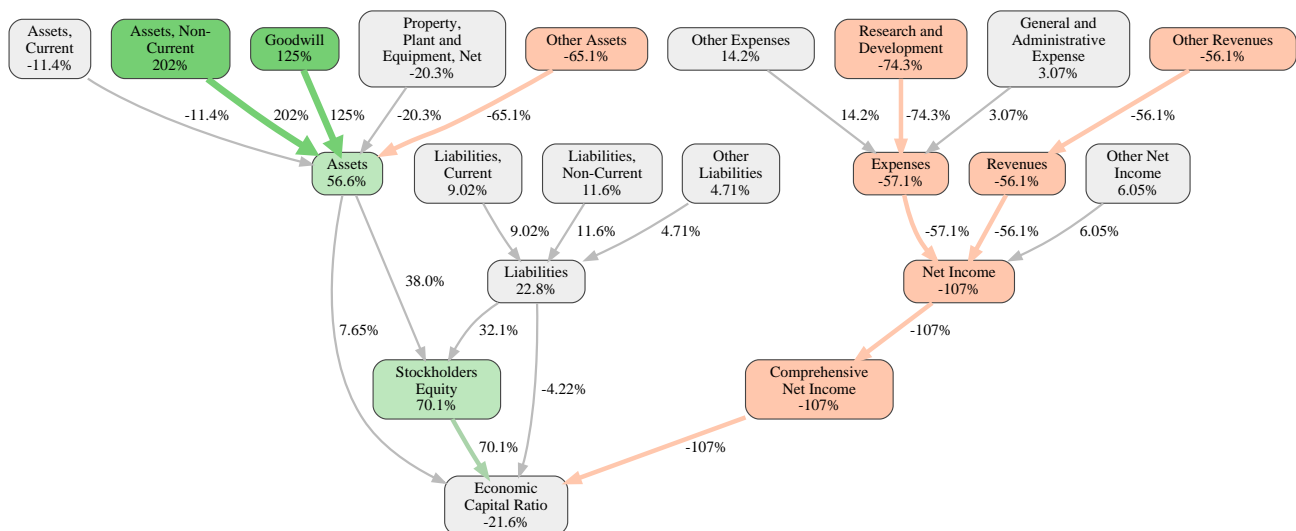 Assets,
Current
-11.4%
Assets, Non-
Current
202%
Goodwill
125%
Property,
Plant and
Equipment, Net
-20.3%
Other Assets
-65.1%
Other Expenses
14.2%
Research and
Development
-74.3%
General and
Administrative
Expense
3.07%
Other Revenues
-56.1%
-11.4%
202%
125%
-20.3%
-65.1%
14.2%
-74.3%
3.07%
-56.1%
Assets
56.6%
Liabilities,
Current
9.02%
Liabilities,
Non-Current
11.6%
Other
Liabilities
4.71%
Expenses
-57.1%
Revenues
-56.1%
Other Net
Income
6.05%
9.02%
11.6%
4.71%
-57.1%
-56.1%
6.05%
38.0%
Liabilities
22.8%
Net Income
-107%
7.65%
32.1%
-107%
Stockholders
Equity
70.1%
-4.22%
Comprehensive
Net Income
-107%
70.1%
-107%
Economic
Capital Ratio
-21.6%